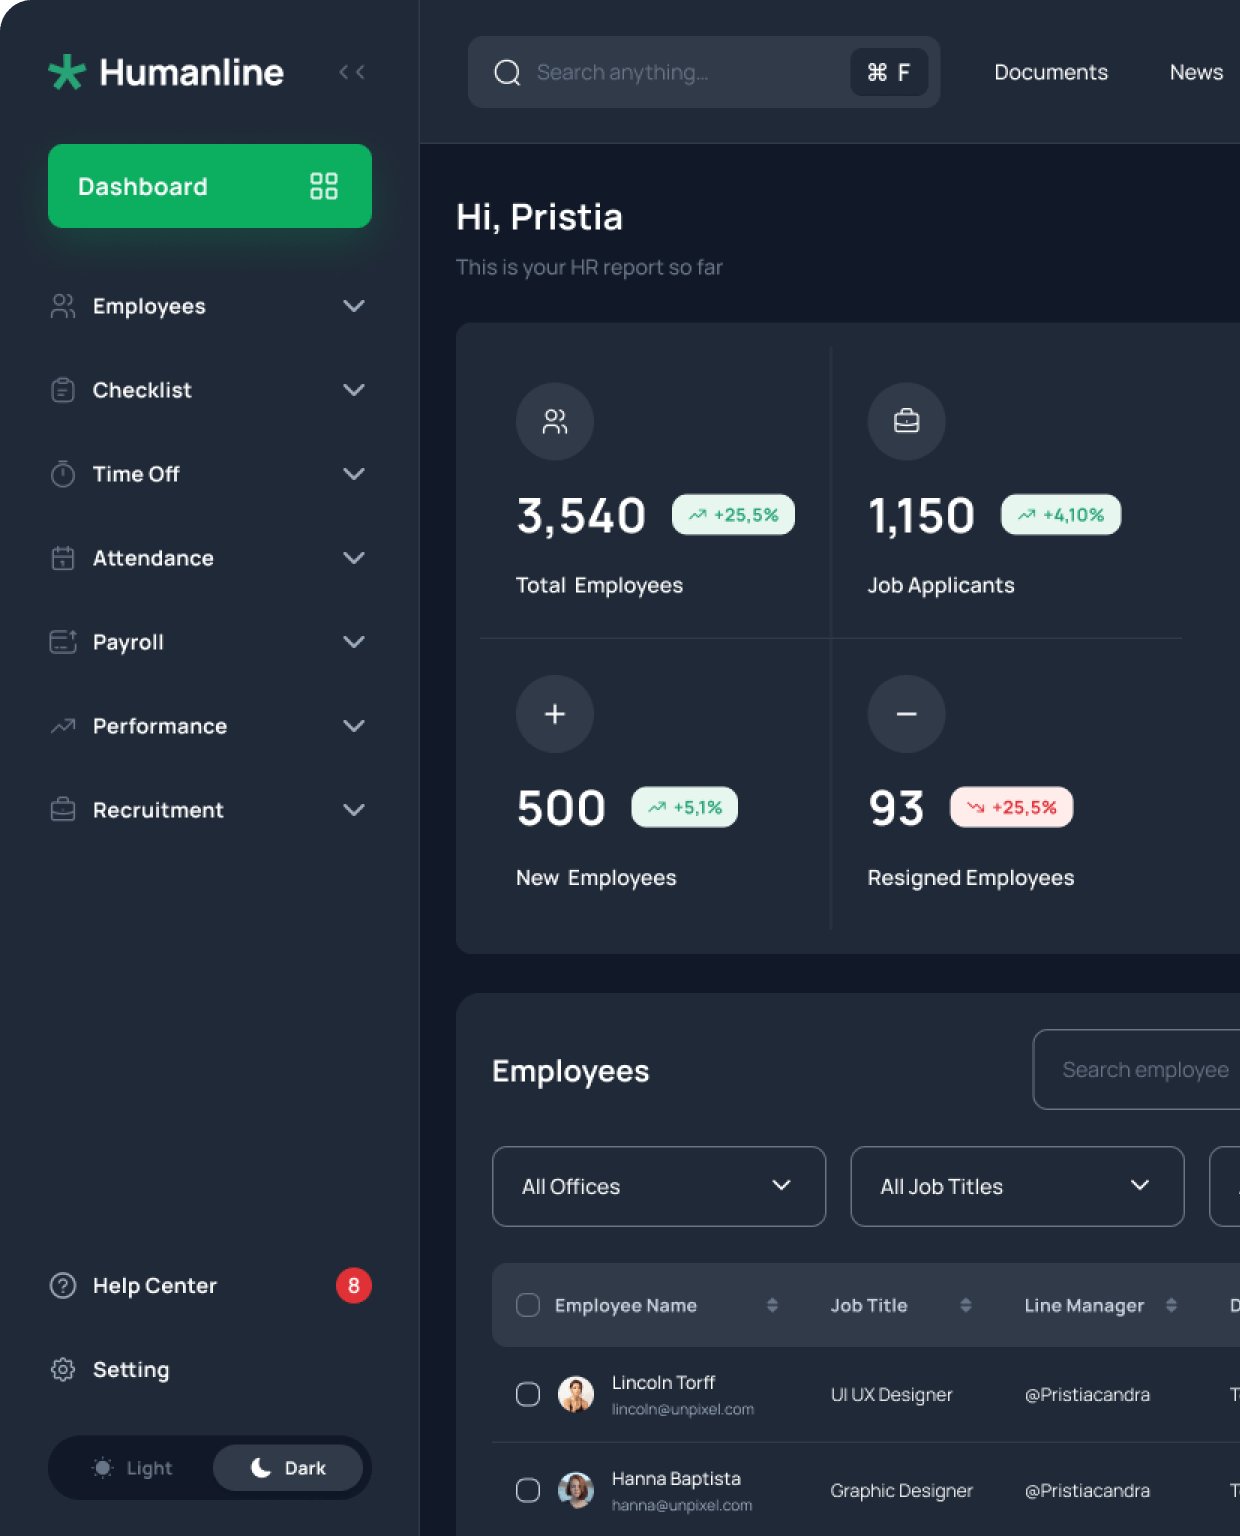 Humanline
Search anything...
⌘ F
Documents
News
Dashboard
Employees
Checklist
Time Off
Attendance
Payroll
Performance
Recruitment
Help Center
8
Setting
Light
Dark
Hi, Pristia
This is your HR report so far
3,540
+25,5%
Total Employees
1,150
+4,10%
Job Applicants
500
+5,1%
New Employees
93
+25,5%
Resigned Employees
Employees
Search employee
All Offices
All Job Titles
Employee Name
Job Title
Line Manager
Lincoln Torff
lincoln@unpixel.com
UI UX Designer
@Pristiacandra
Hanna Baptista
hanna@unpixel.com
Graphic Designer
@Pristiacandra